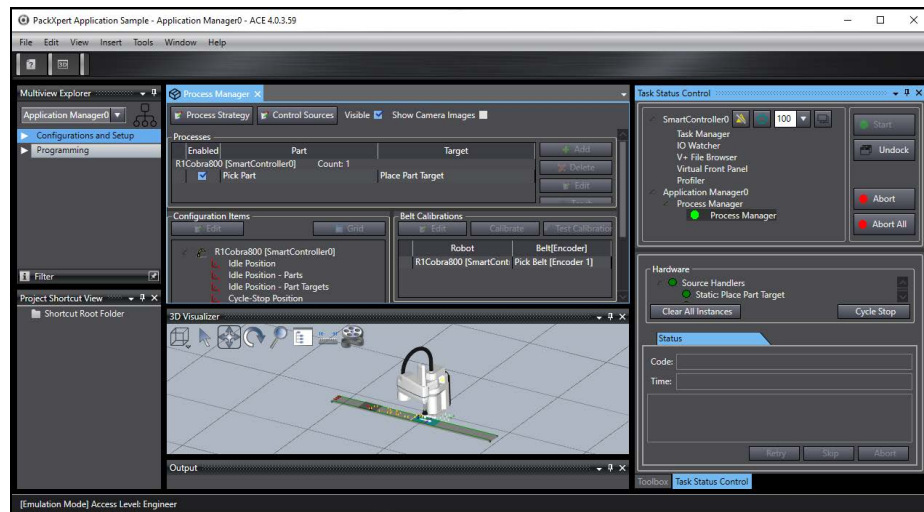 PackXpert Application Sample - Application Manager0 - ACE 4.0.3.59
File Edit View Insert Tools Window Help
Multiview Explorer
Application Manager0
Configurations and Setup
Programming
Filter
Project Shortcut View
Shortcut Root Folder
Process Manager
Process Strategy Control Sources Visible Show Camera Images
Processes
Enabled Part Target
R1Cobra800 [SmartController0] Count: 1
Pick Part Place Part Target
Add
Delete
Edit
Configuration Items
Edit Grid
R1Cobra800 [SmartController0]
Idle Position
Idle Position - Parts
Idle Position - Part Targets
Cycle-Stop Position
Belt Calibrations
Edit Calibrate Test Calibration
Robot Belt[Encoder]
R1Cobra800 [SmartCont Pick Belt [Encoder 1]
3D Visualizer
Output
Task Status Control
SmartController0 100
Task Manager
IO Watcher
V+ File Browser
Virtual Front Panel
Profiler
Application Manager0
Process Manager
Process Manager
Start
Undock
Abort
Abort All
Hardware
Source Handlers
Static: Place Part Target
Clear All Instances Cycle Stop
Status
Code:
Time:
Retry Skip Abort
Toolbox Task Status Control
[Emulation Mode] Access Level: Engineer